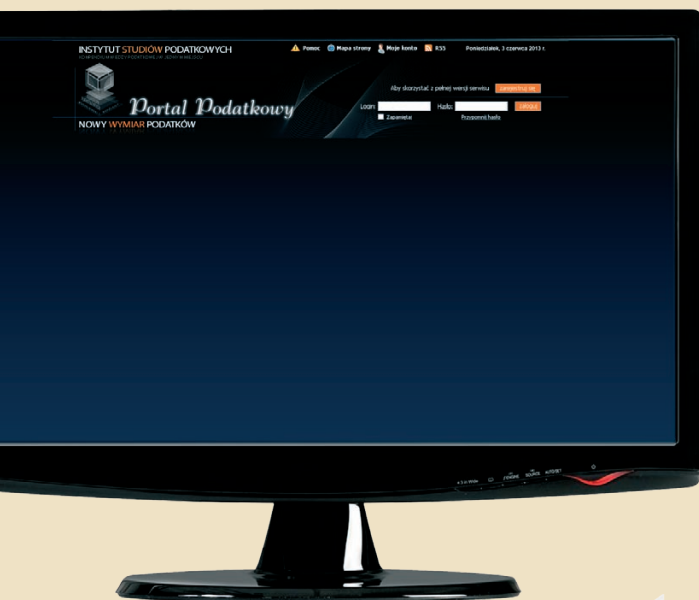 INSTYTUT STUDIÓW PODATKOWYCH
Pomoc Mapa strony Moje konto RSS Poniedziałek, 3 czerwca 2013 r.
Aby skorzystać z pełnej wersji serwisu zarejestruj się
Portal Podatkowy
Login: Hasło: zaloguj
Zapamiętaj Przypomnij hasło
NOWY WYMIAR PODATKÓW
SOURCE AUTO/SET